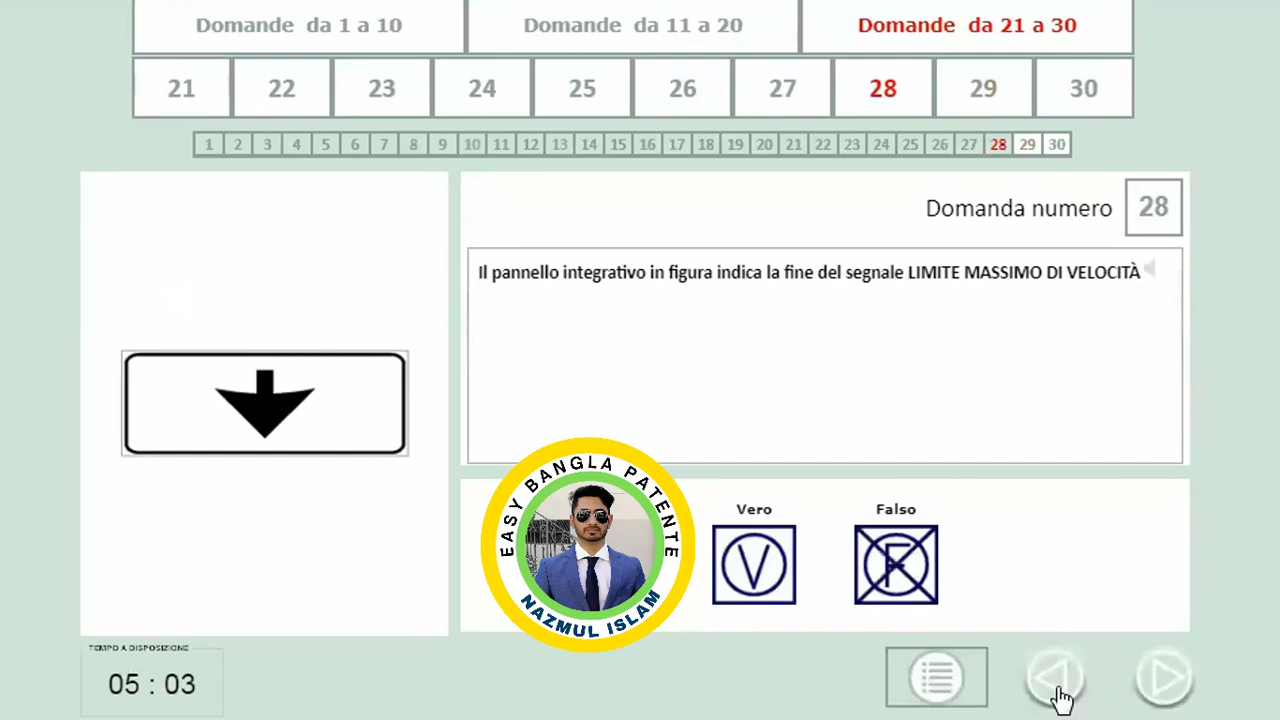 Domande da 1 a 10 Domande da 11 a 20 Domande da 21 a 30
21 22 23 24 25 26 27 28 29 30
1 2 3 4 5 6 7 8 9 10 11 12 13 14 15 16 17 18 19 20 21 22 23 24 25 26 27 28 29 30
Domanda numero 28
Il pannello integrativo in figura indica la fine del segnale LIMITE MASSIMO DI VELOCITÀ
EASY BANGLA PATENTE
NAZMUL ISLAM
Vero Falso
V F
TEMPO A DISPOSIZIONE
05 : 03